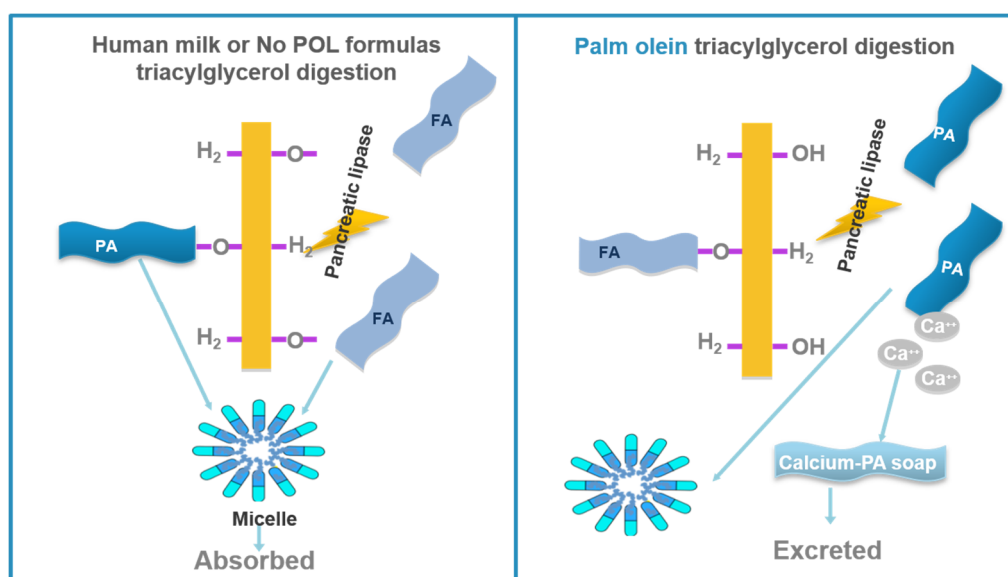 Human milk or No POL formulas
triacylglycerol digestion
FA
H₂ O
Pancreatic lipase
PA O H₂
FA
H₂ O
Micelle
Absorbed
Palm olein triacylglycerol digestion
PA
H₂ OH
Pancreatic lipase
FA O H₂
PA
Ca⁺⁺
H₂ OH
Ca⁺⁺
Ca⁺⁺
Calcium-PA soap
Excreted